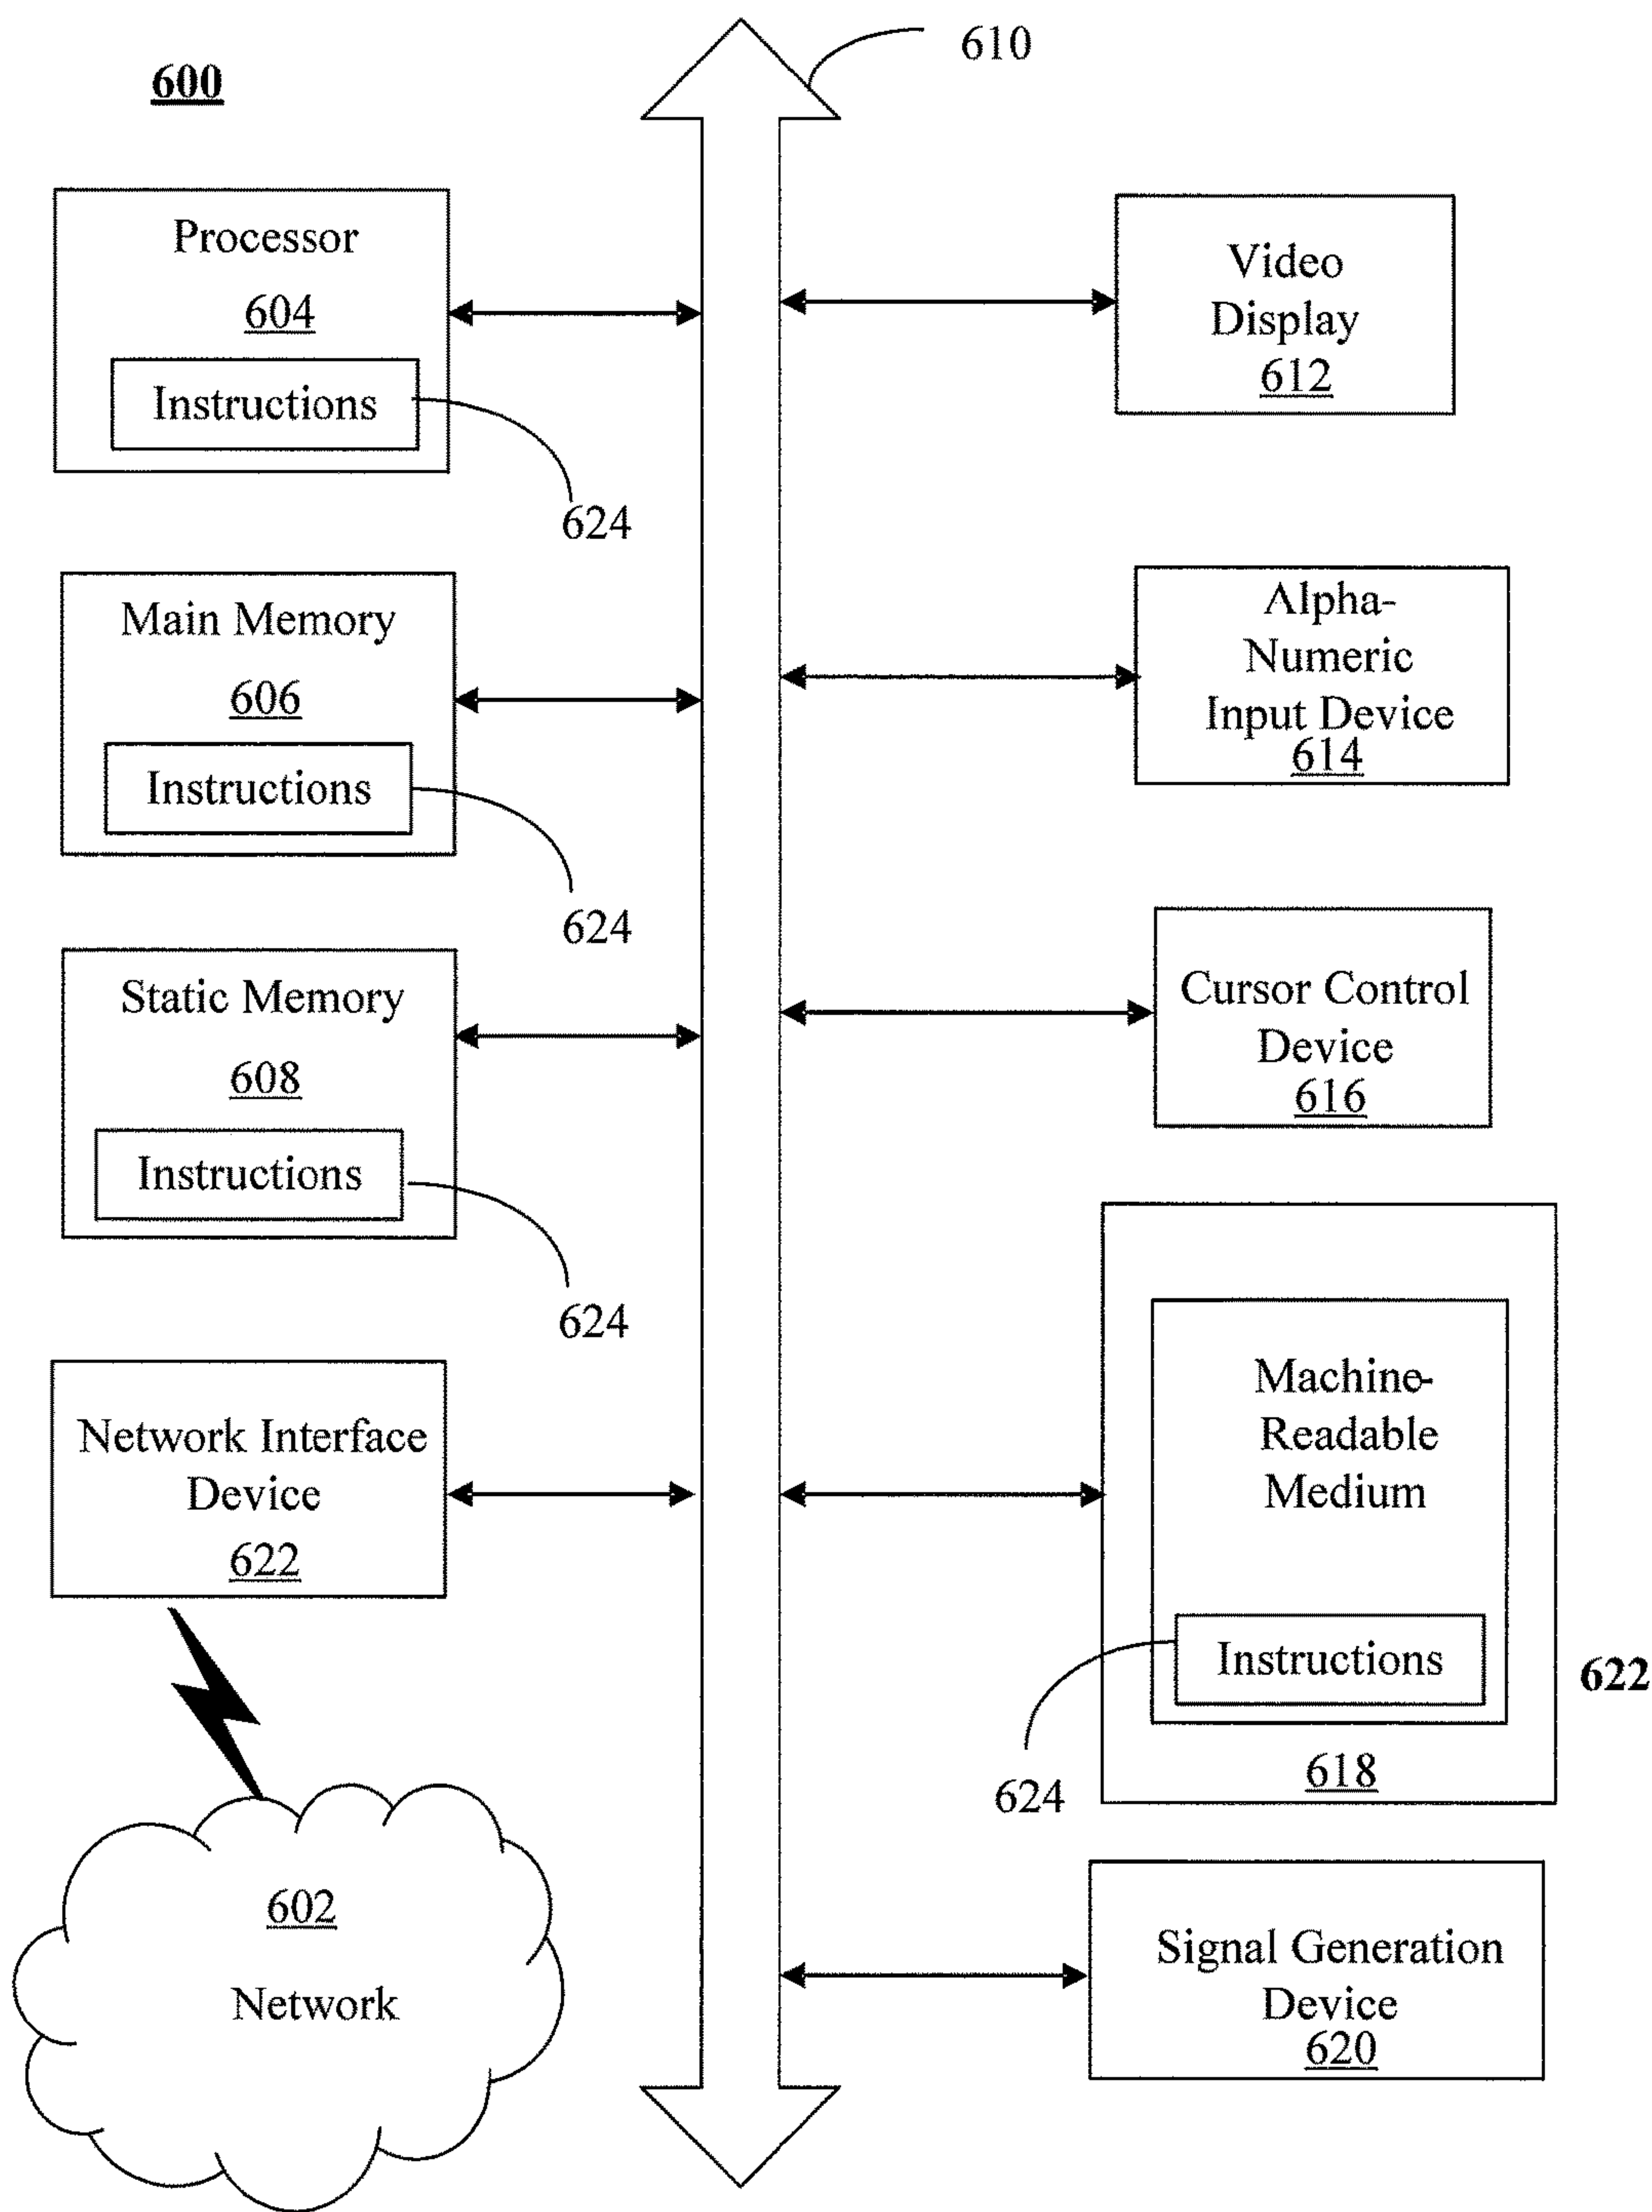 600
610
Processor
604
Instructions
624
Main Memory
606
Instructions
624
Static Memory
608
Instructions
624
Network Interface
Device
622
602
Network
Video
Display
612
Alpha-
Numeric
Input Device
614
Cursor Control
Device
616
Machine-
Readable
Medium
Instructions
622
624
618
Signal Generation
Device
620